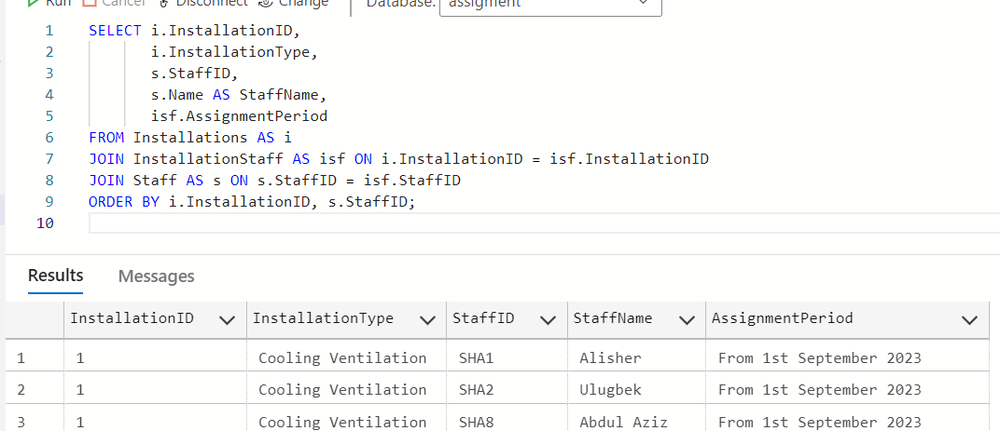 Run Cancel Disconnect Change Database: assigment
1 SELECT i.InstallationID,
2 i.InstallationType,
3 s.StaffID,
4 s.Name AS StaffName,
5 isf.AssignmentPeriod
6 FROM Installations AS i
7 JOIN InstallationStaff AS isf ON i.InstallationID = isf.InstallationID
8 JOIN Staff AS s ON s.StaffID = isf.StaffID
9 ORDER BY i.InstallationID, s.StaffID;
10
Results Messages
InstallationID InstallationType StaffID StaffName AssignmentPeriod
1 1 Cooling Ventilation SHA1 Alisher From 1st September 2023
2 1 Cooling Ventilation SHA2 Ulugbek From 1st September 2023
3 1 Cooling Ventilation SHA8 Abdul Aziz From 1st September 2023